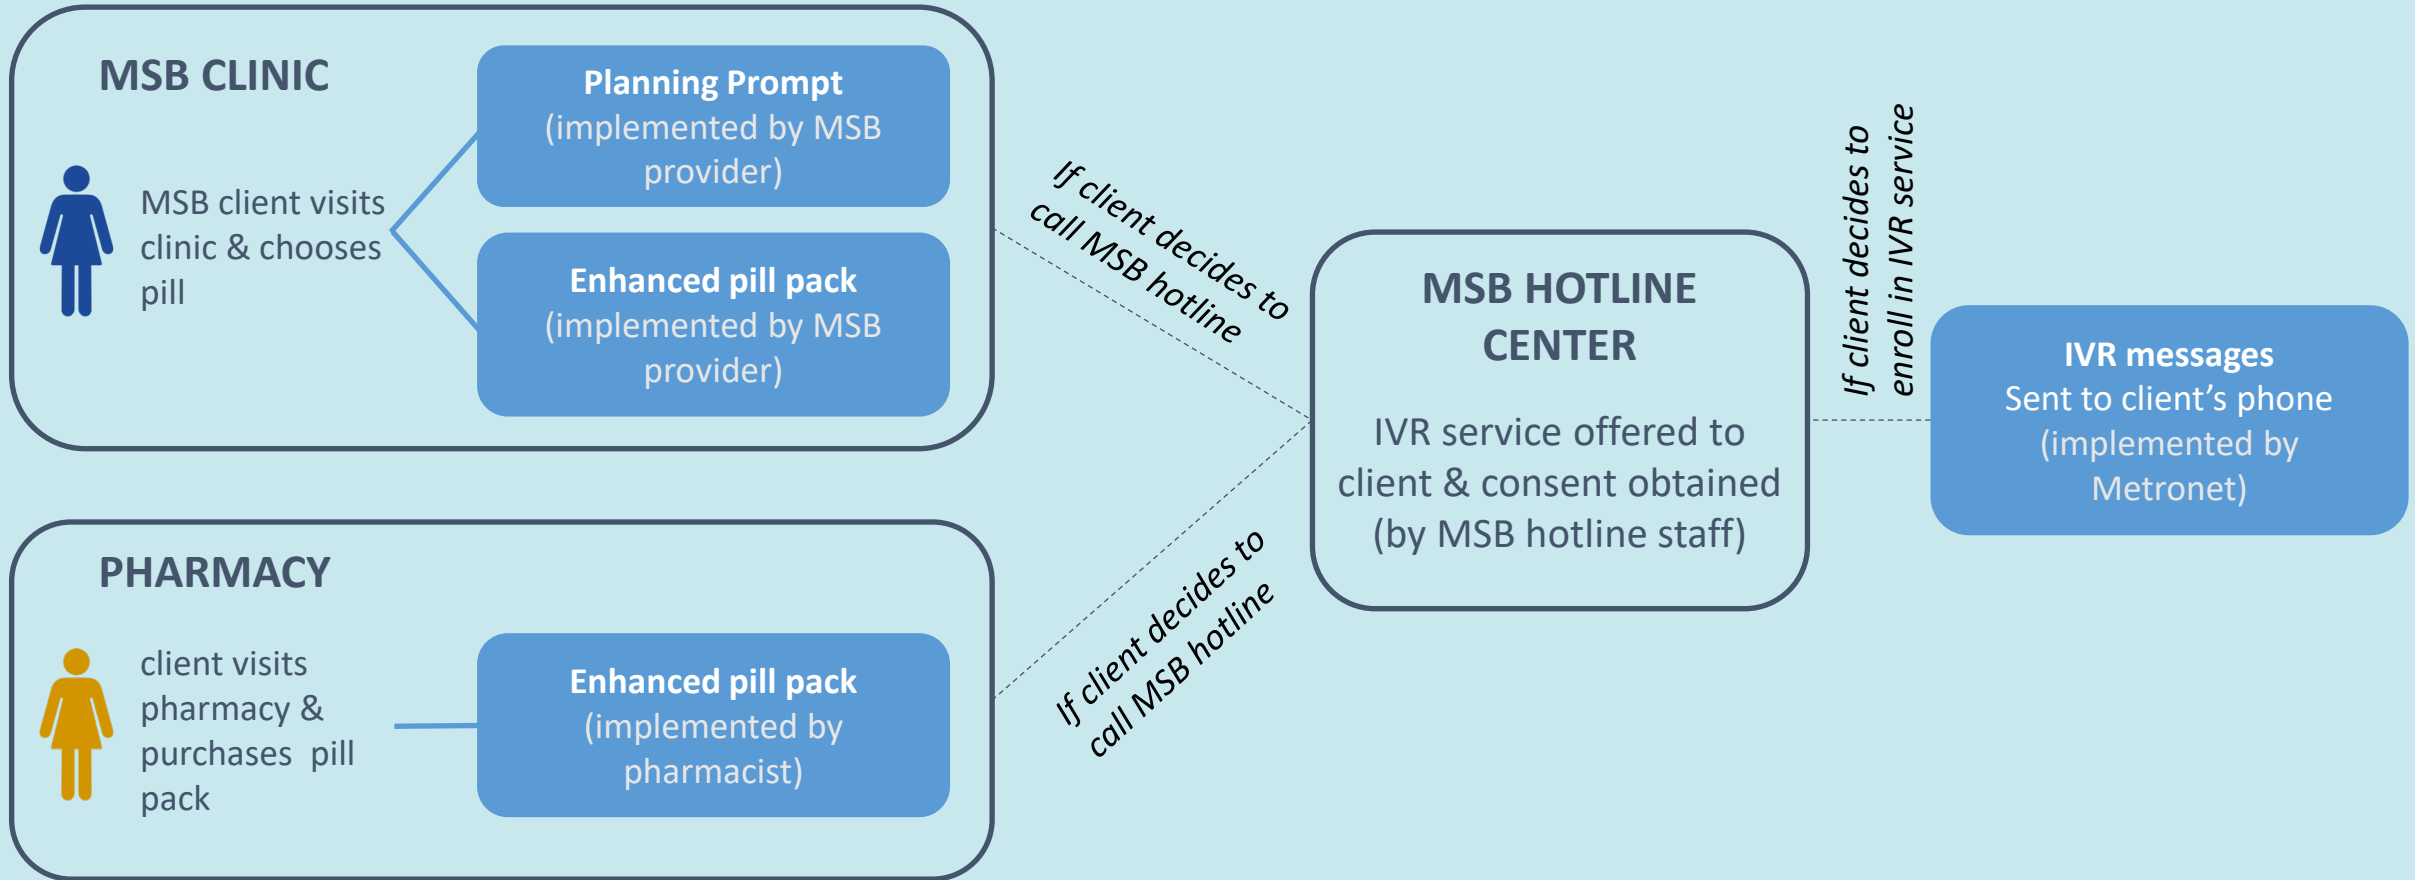 MSB CLINIC
MSB client visits
clinic & chooses
pill
Planning Prompt
(implemented by MSB
provider)
Enhanced pill pack
(implemented by MSB
provider)
PHARMACY
client visits
pharmacy &
purchases  pill
pack
Enhanced pill pack
(implemented by
pharmacist)
If client decides to
call MSB hotline
If client decides to
call MSB hotline
MSB HOTLINE
CENTER
IVR service offered to
client & consent obtained
(by MSB hotline staff)
If client decides to
enroll in IVR service
IVR messages
Sent to client’s phone
(implemented by
Metronet)